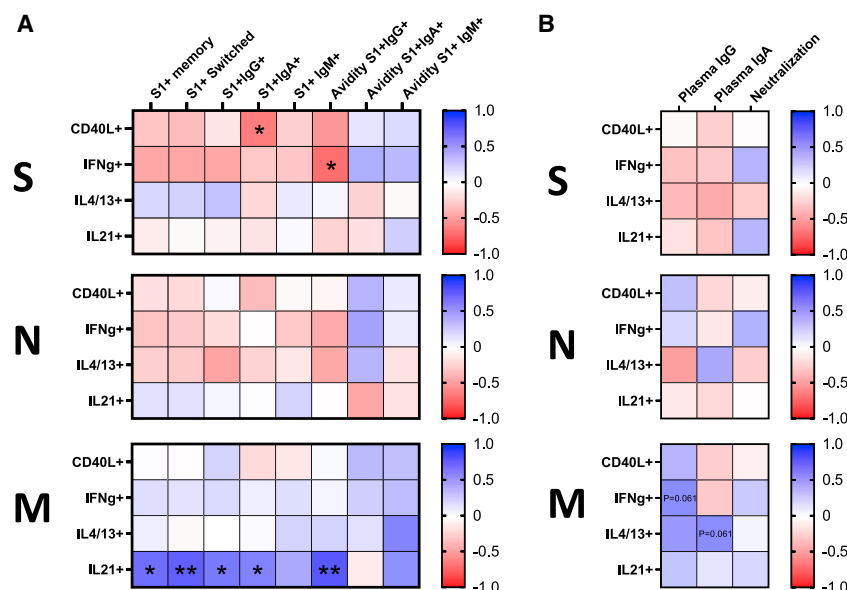 A
S1+ memory
S1+ Switched
S1+IgG+
S1+IgA+
S1+ IgM+
Avidity S1+IgG+
Avidity S1+IgA+
Avidity S1+ IgM+
S
CD40L+
IFNg+
IL4/13+
IL21+
*
*
1.0
0.5
0
-0.5
-1.0
N
CD40L+
IFNg+
IL4/13+
IL21+
1.0
0.5
0
-0.5
-1.0
M
CD40L+
IFNg+
IL4/13+
IL21+
* ** * * **
1.0
0.5
0
-0.5
-1.0
B
Plasma IgG
Plasma IgA
Neutralization
S
CD40L+
IFNg+
IL4/13+
IL21+
1.0
0.5
0
-0.5
-1.0
N
CD40L+
IFNg+
IL4/13+
IL21+
1.0
0.5
0
-0.5
-1.0
M
CD40L+
IFNg+
IL4/13+
IL21+
P=0.061
P=0.061
1.0
0.5
0
-0.5
-1.0